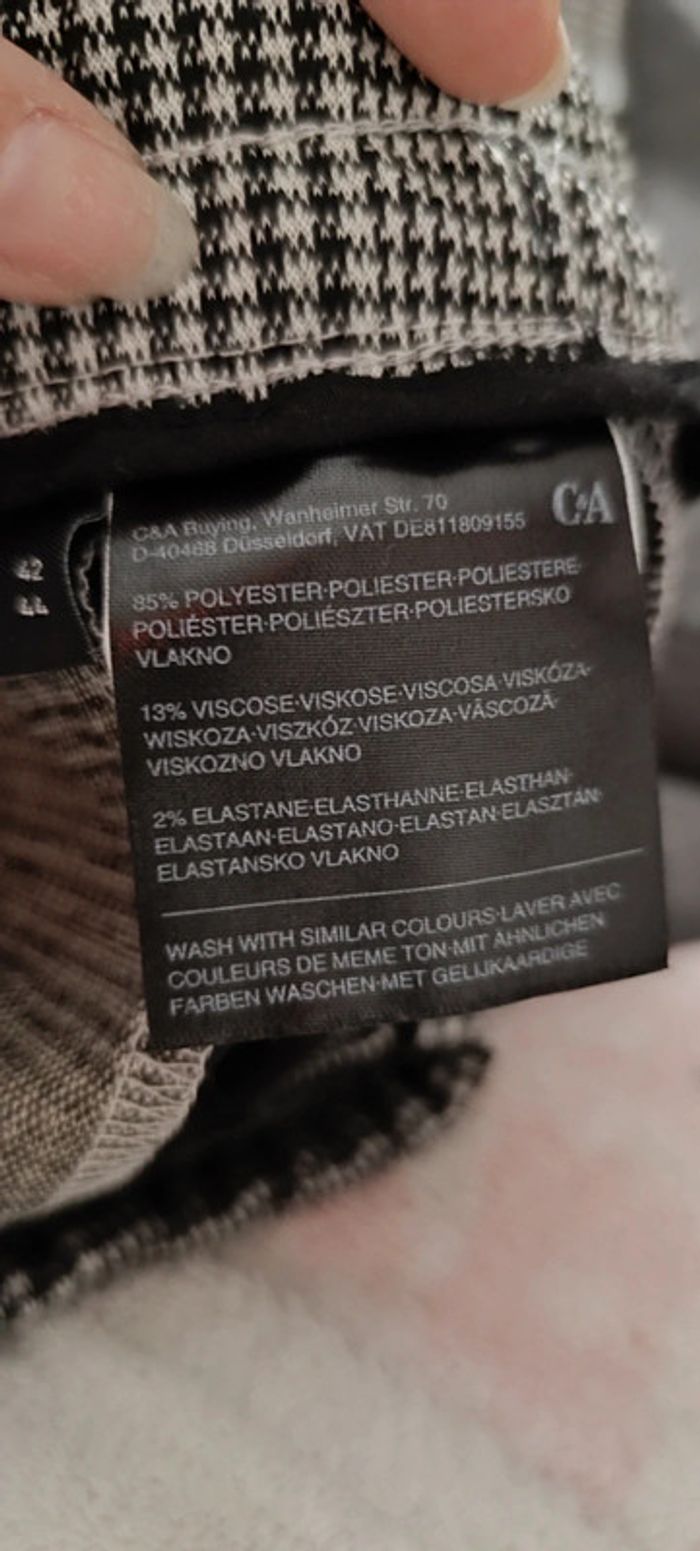 C&A Buying, Wanheimer Str. 70
D-40468 Düsseldorf, VAT DE811809155
C&A
85% POLYESTER·POLIESTER·POLIESTERE·
POLIÉSTER·POLIÉSZTER·POLIESTERSKO
VLAKNO
13% VISCOSE·VISKOSE·VISCOSA·VISKÓZA·
WISKOZA·VISZKÓZ·VISKOZA·VÂSCOZÃ·
VISKOZNO VLAKNO
2% ELASTANE·ELASTHANNE·ELASTHAN·
ELASTAAN·ELASTANO·ELASTAN·ELASZTÁN·
ELASTANSKO VLAKNO
WASH WITH SIMILAR COLOURS·LAVER AVEC
COULEURS DE MEME TON·MIT ÄHNLICHEN
FARBEN WASCHEN·MET GELIJKAARDIGE
42